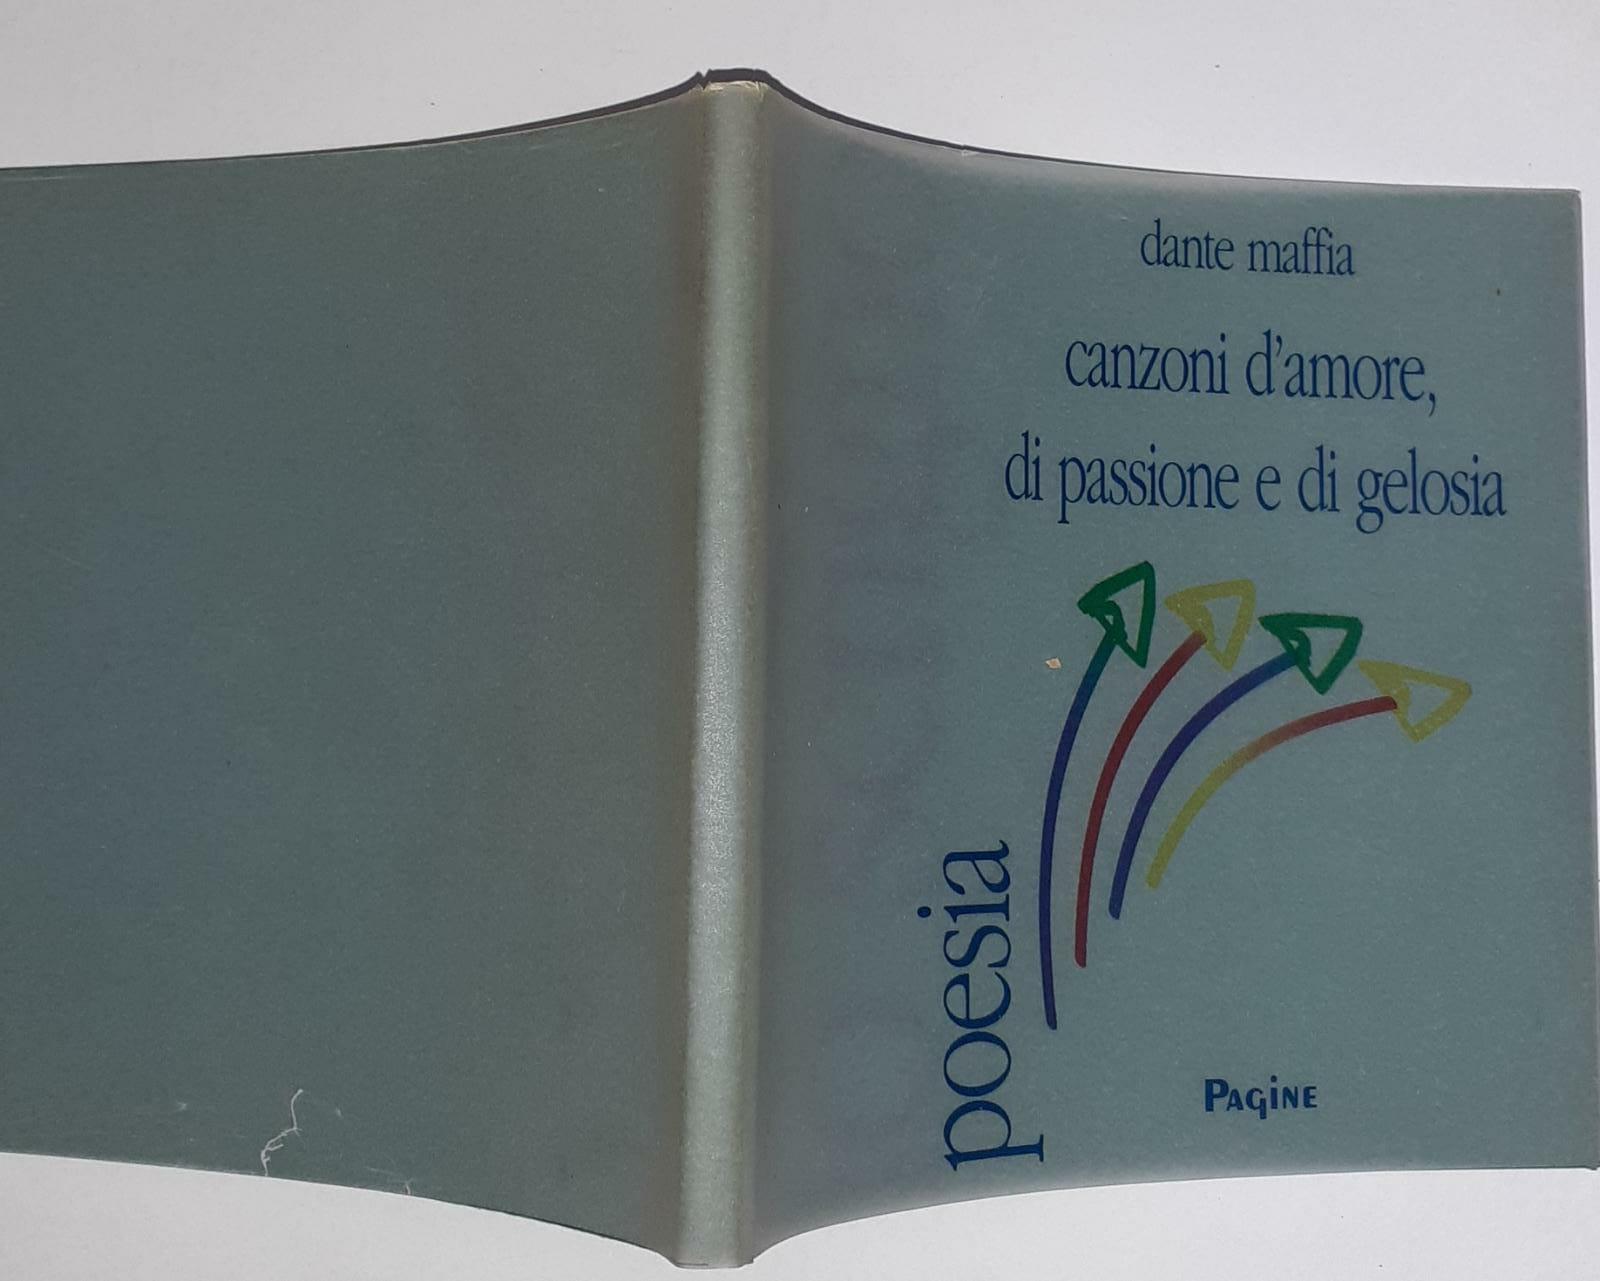 dante maffia
canzoni d'amore,
di passione e di gelosia
poesia
PAGiNE